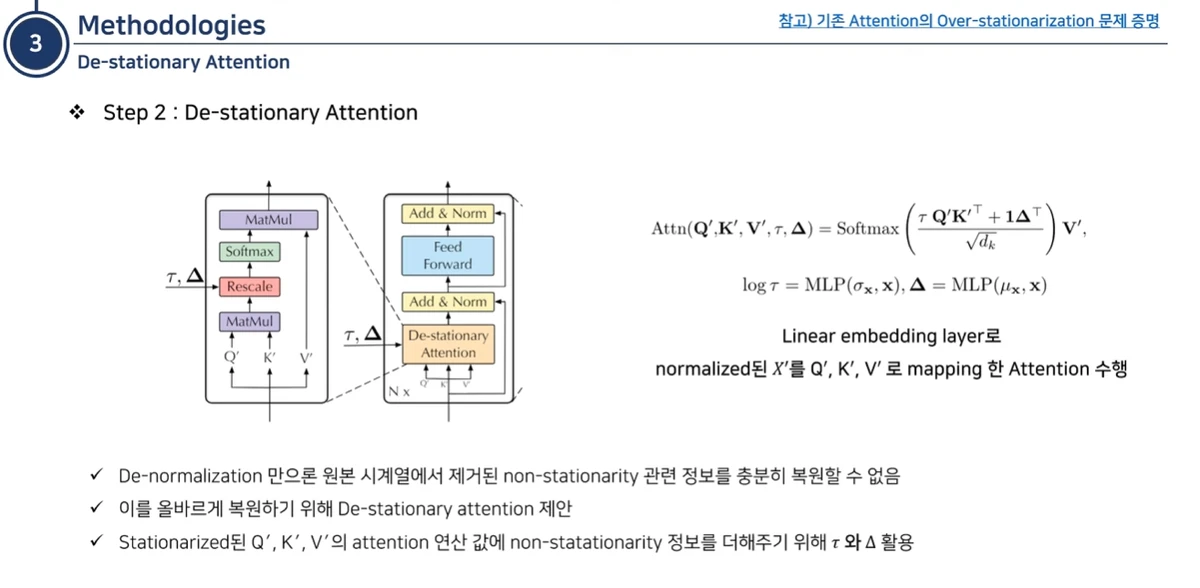 3
Methodologies
참고) 기존 Attention의 Over-stationarization 문제 증명
De-stationary Attention
❖ Step 2 : De-stationary Attention
MatMul
Softmax
τ, Δ
Rescale
MatMul
Q′ K′ V′
Add & Norm
Feed
Forward
Add & Norm
τ, Δ
De-stationary
Attention
Q′ K′ V′
N x
Attn(Q′,K′, V′, τ, Δ) = Softmax ( (τ Q′K′⊤ + 1Δ⊤) / √dₖ ) V′,
log τ = MLP(σₓ, x), Δ = MLP(μₓ, x)
Linear embedding layer로
normalized된 X′를 Q′, K′, V′ 로 mapping 한 Attention 수행
✓ De-normalization 만으론 원본 시계열에서 제거된 non-stationarity 관련 정보를 충분히 복원할 수 없음
✓ 이를 올바르게 복원하기 위해 De-stationary attention 제안
✓ Stationarized된 Q′, K′, V′의 attention 연산 값에 non-statationarity 정보를 더해주기 위해 τ 와 Δ 활용